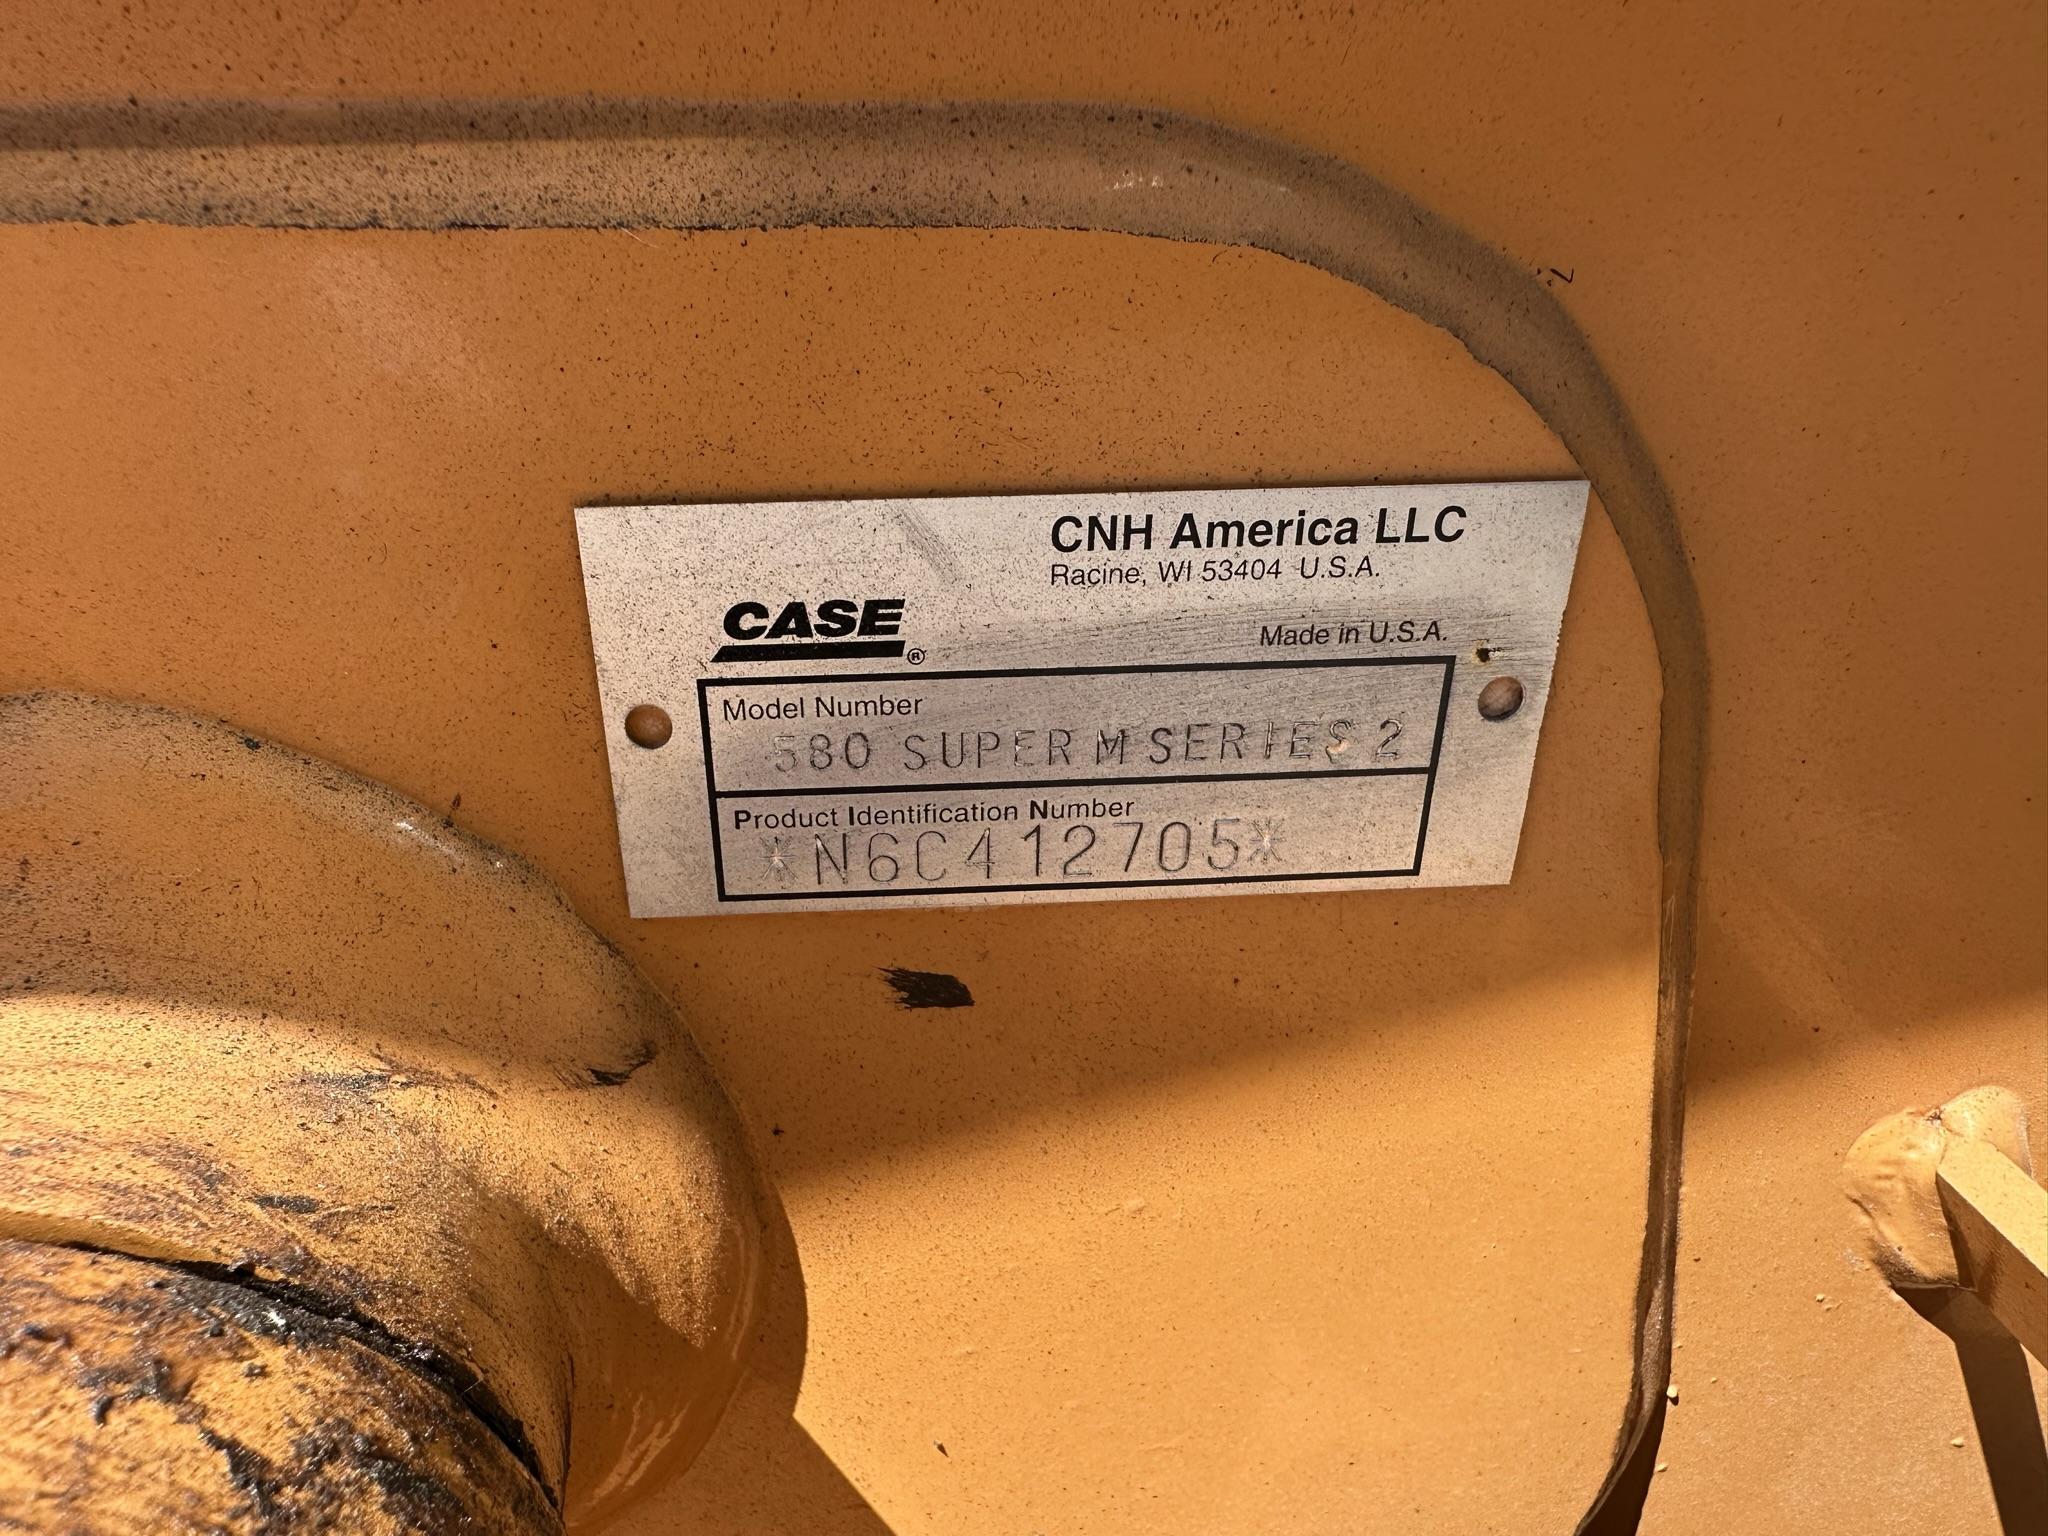 CNH America LLC
Racine, WI 53404 U.S.A.
CASE®
Made in U.S.A.
Model Number
580 SUPER M SERIES 2
Product Identification Number
*N6C412705*